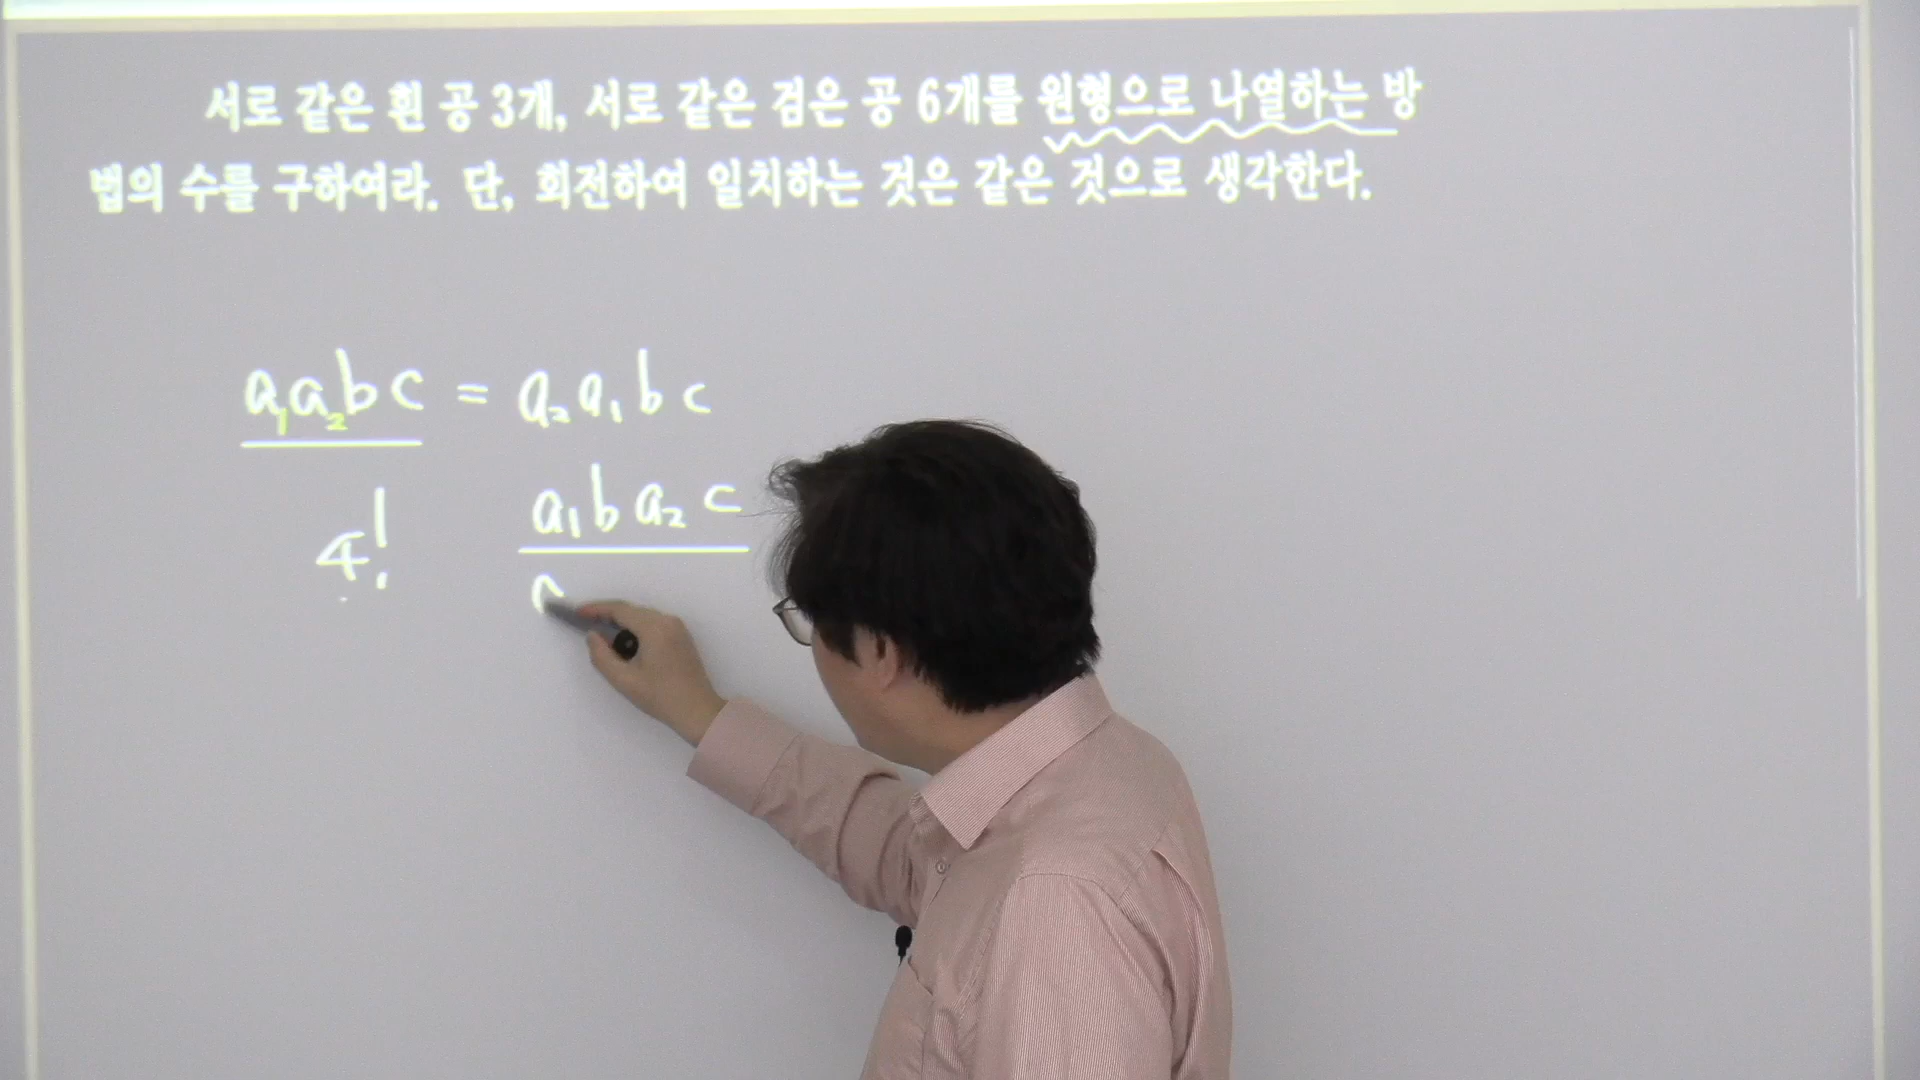 서로 같은 흰 공 3개, 서로 같은 검은 공 6개를 원형으로 나열하는 방
법의 수를 구하여라. 단, 회전하여 일치하는 것은 같은 것으로 생각한다.
a₁a₂bc = a₂a₁bc
4! a₁ba₂c
a